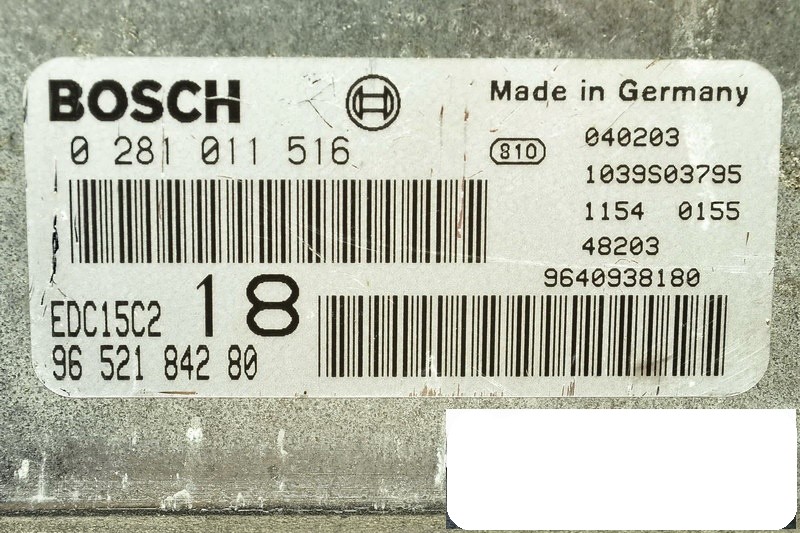 BOSCH
Made in Germany
0 281 011 516
810
040203
1039S03795
1154 0155
48203
9640938180
EDC15C2 18
96 521 842 80